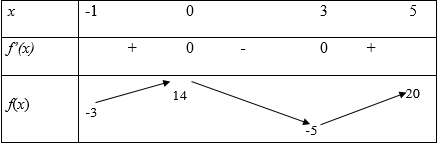 x -1 0 3 5
f'(x) + 0 - 0 +
14 20
f(x) -3 -5